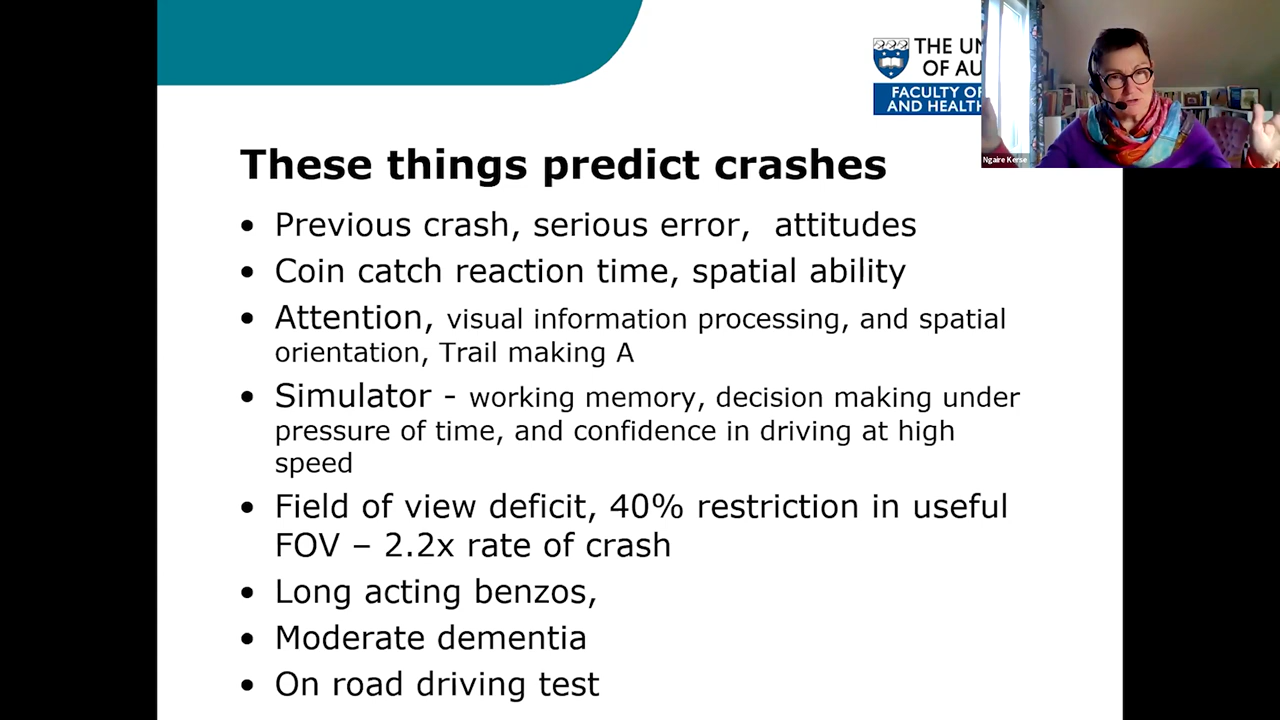 THE UN
OF AU
FACULTY OF
AND HEALTH
Ngaire Kerse
These things predict crashes
• Previous crash, serious error,  attitudes
• Coin catch reaction time, spatial ability
• Attention, visual information processing, and spatial
orientation, Trail making A
• Simulator - working memory, decision making under
pressure of time, and confidence in driving at high
speed
• Field of view deficit, 40% restriction in useful
FOV – 2.2x rate of crash
• Long acting benzos,
• Moderate dementia
• On road driving test